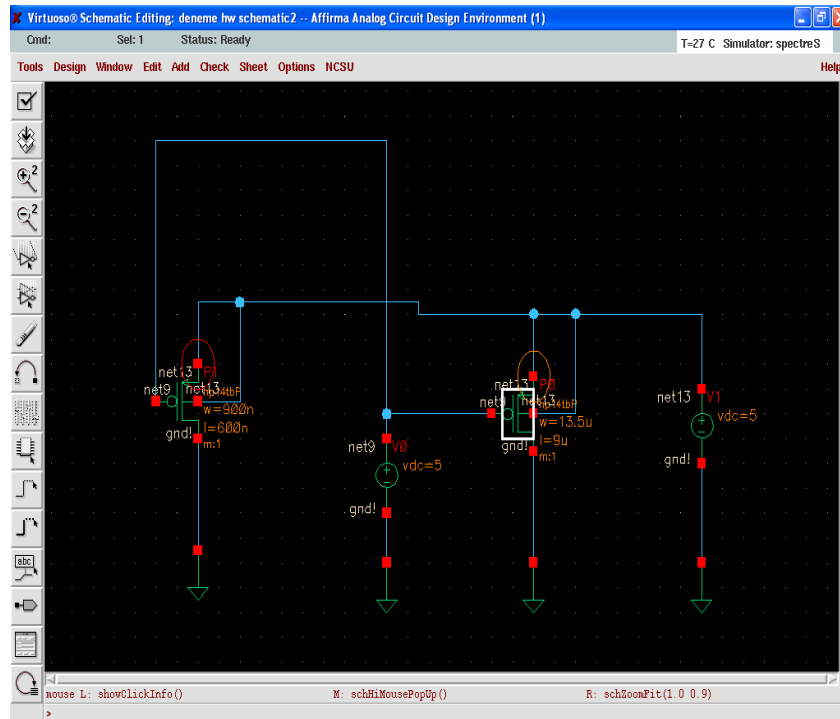 Virtuoso® Schematic Editing: deneme hw schematic2 -- Affirma Analog Circuit Design Environment (1)
Cmd: Sel: 1 Status: Ready T=27 C Simulator: spectreS
Tools Design Window Edit Add Check Sheet Options NCSU Help
2
2
abc
net13 P1
net9 net13
w=900n
l=600n
gnd! m:1
net9 V0
vdc=5
gnd!
net13 P0
net9 net13
w=13.5u
l=9u
gnd! m:1
net13 V1
vdc=5
gnd!
mouse L: showClickInfo() M: schHiMousePopUp() R: schZoomFit(1.0 0.9)
>